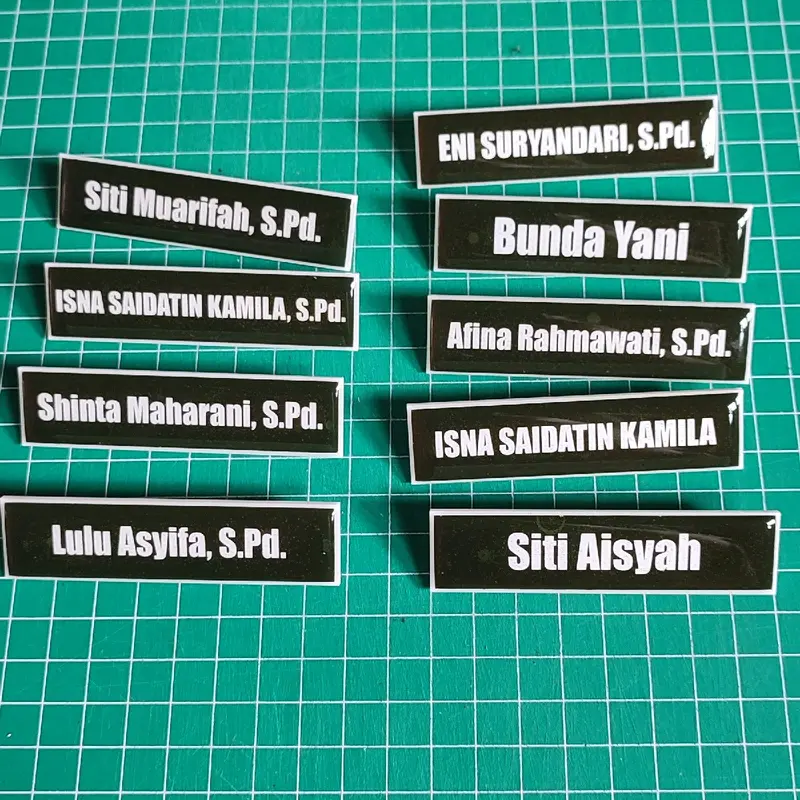 Siti Muarifah, S.Pd.
ISNA SAIDATIN KAMILA, S.Pd.
Shinta Maharani, S.Pd.
Lulu Asyifa, S.Pd.
ENI SURYANDARI, S.Pd.
Bunda Yani
Afina Rahmawati, S.Pd.
ISNA SAIDATIN KAMILA
Siti Aisyah